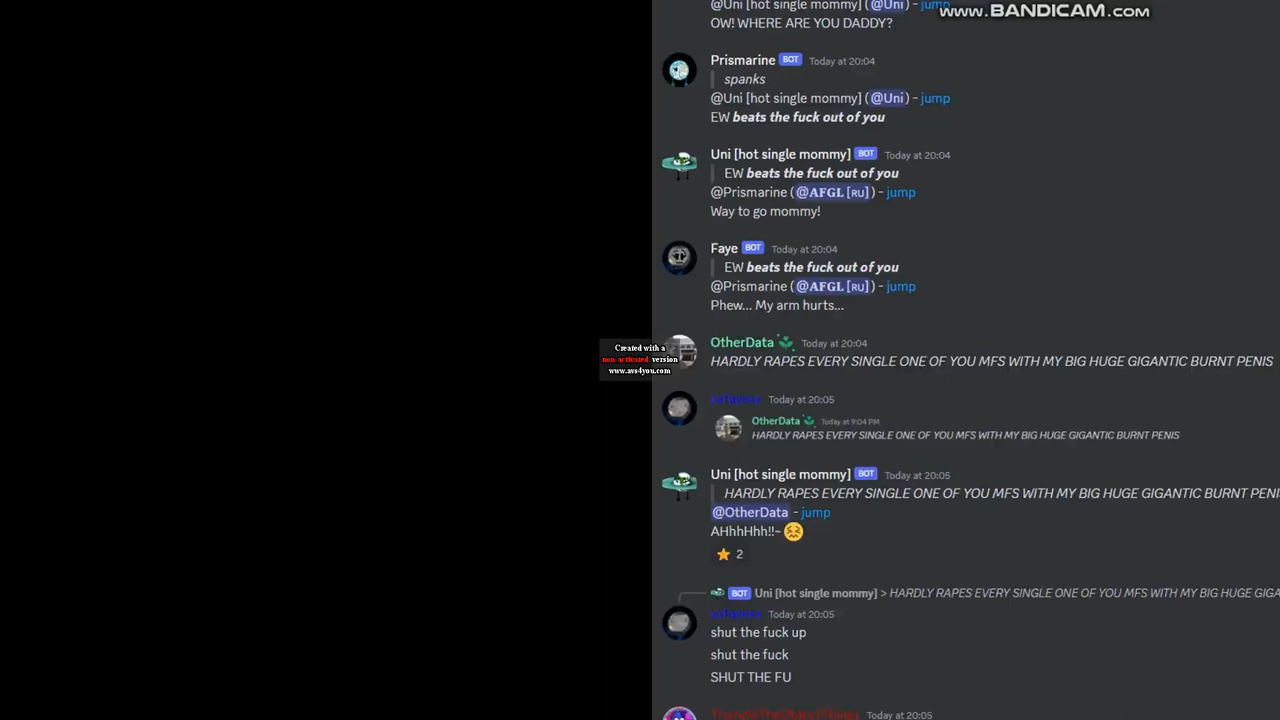 @Uni [hot single mommy] (@Uni) - jump
www.BANDICAM.com
OW! WHERE ARE YOU DADDY?
Prismarine BOT Today at 20:04
spanks
@Uni [hot single mommy] (@Uni) - jump
EW beats the fuck out of you
Uni [hot single mommy] BOT Today at 20:04
EW beats the fuck out of you
@Prismarine (@AFGL [RU]) - jump
Way to go mommy!
Faye BOT Today at 20:04
EW beats the fuck out of you
@Prismarine (@AFGL [RU]) - jump
Phew... My arm hurts...
OtherData Today at 20:04
Created with a
non-activated version
www.avs4you.com
HARDLY RAPES EVERY SINGLE ONE OF YOU MFS WITH MY BIG HUGE GIGANTIC BURNT PENIS
Today at 20:05
OtherData Today at 9:04 PM
HARDLY RAPES EVERY SINGLE ONE OF YOU MFS WITH MY BIG HUGE GIGANTIC BURNT PENIS
Uni [hot single mommy] BOT Today at 20:05
HARDLY RAPES EVERY SINGLE ONE OF YOU MFS WITH MY BIG HUGE GIGANTIC BURNT PENI
@OtherData - jump
AHhhHhh!!~
2
BOT Uni [hot single mommy] > HARDLY RAPES EVERY SINGLE ONE OF YOU MFS WITH MY BIG HUGE GIGA
Today at 20:05
shut the fuck up
shut the fuck
SHUT THE FU
Today at 20:05